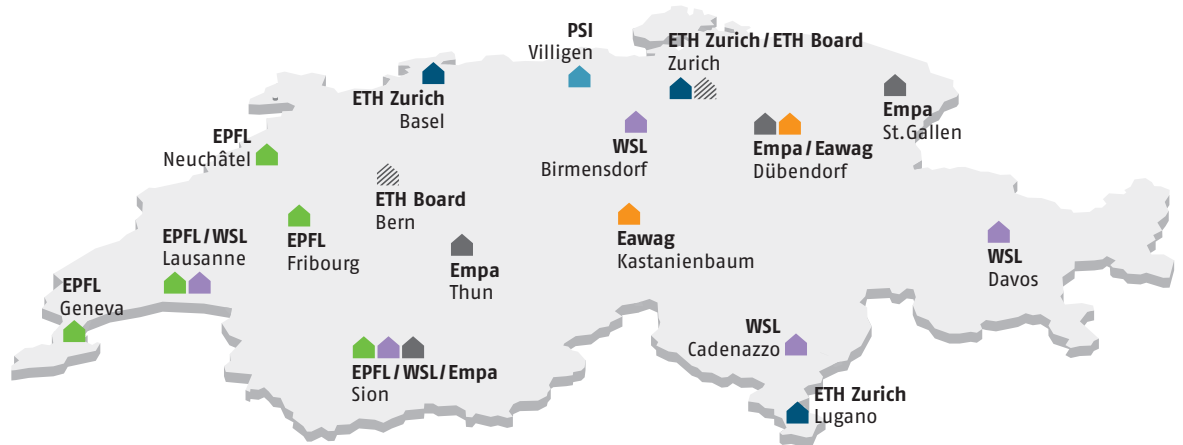 PSI
Villigen
ETH Zurich/ETH Board
Zurich
ETH Zurich
Basel
Empa
St.Gallen
EPFL
Neuchâtel
WSL
Birmensdorf
Empa/Eawag
Dübendorf
ETH Board
Bern
EPFL/WSL
Lausanne
EPFL
Fribourg
Empa
Thun
Eawag
Kastanienbaum
WSL
Davos
EPFL
Geneva
WSL
Cadenazzo
EPFL/WSL/Empa
Sion
ETH Zurich
Lugano